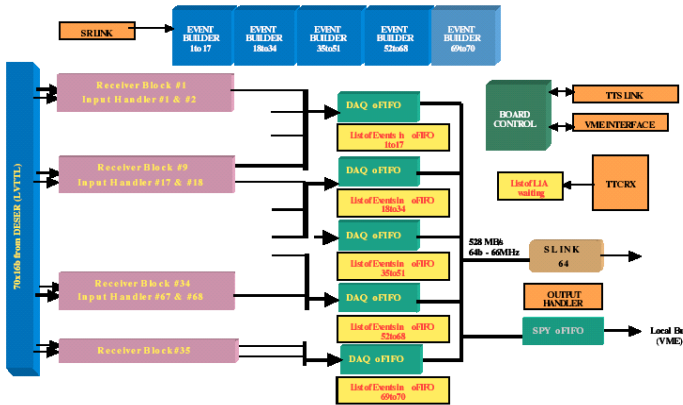 SRLINK
EVENT
BUILDER
1to 17
EVENT
BUILDER
18to34
EVENT
BUILDER
35to51
EVENT
BUILDER
52to68
EVENT
BUILDER
69to70
70x16b from DESER (LVTTL)
Receiver Block #1
Input Handler #1 & #2
Receiver Block #9
Input Handler #17 & #18
Receiver Block #34
Input Handler #67 & #68
Receiver Block #35
DAQ oFIFO
List of Events in oFIFO
1to17
DAQ oFIFO
List of Events in oFIFO
18to34
DAQ oFIFO
List of Events in oFIFO
35to51
DAQ oFIFO
List of Events in oFIFO
52to68
DAQ oFIFO
List of Events in oFIFO
69to70
BOARD
CONTROL
TTS LINK
VME INTERFACE
List of L1A
waiting
TTCRX
528 MB/s
64b - 66MHz
SLINK
64
OUTPUT
HANDLER
SPY oFIFO
Local Bu
(VME)